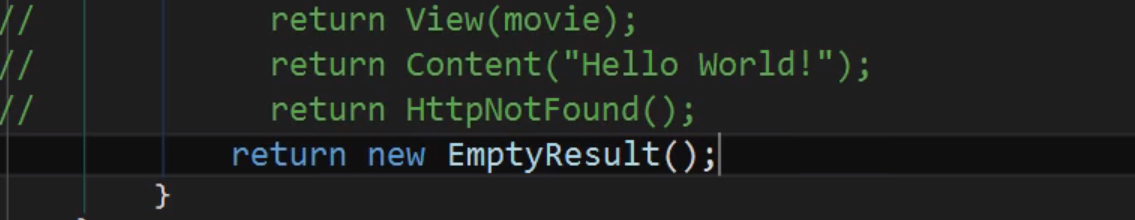 //            return View(movie);
//            return Content("Hello World!");
//            return HttpNotFound();
            return new EmptyResult();
        }